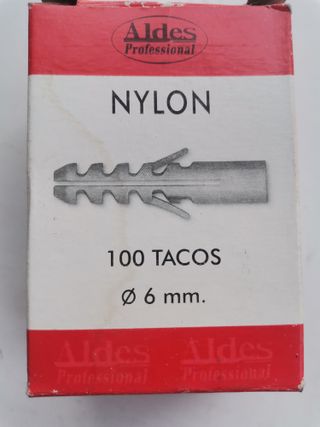 Aldes
Professional
NYLON
100 TACOS
Ø 6 mm.
Aldes Aldes
Professional Professional